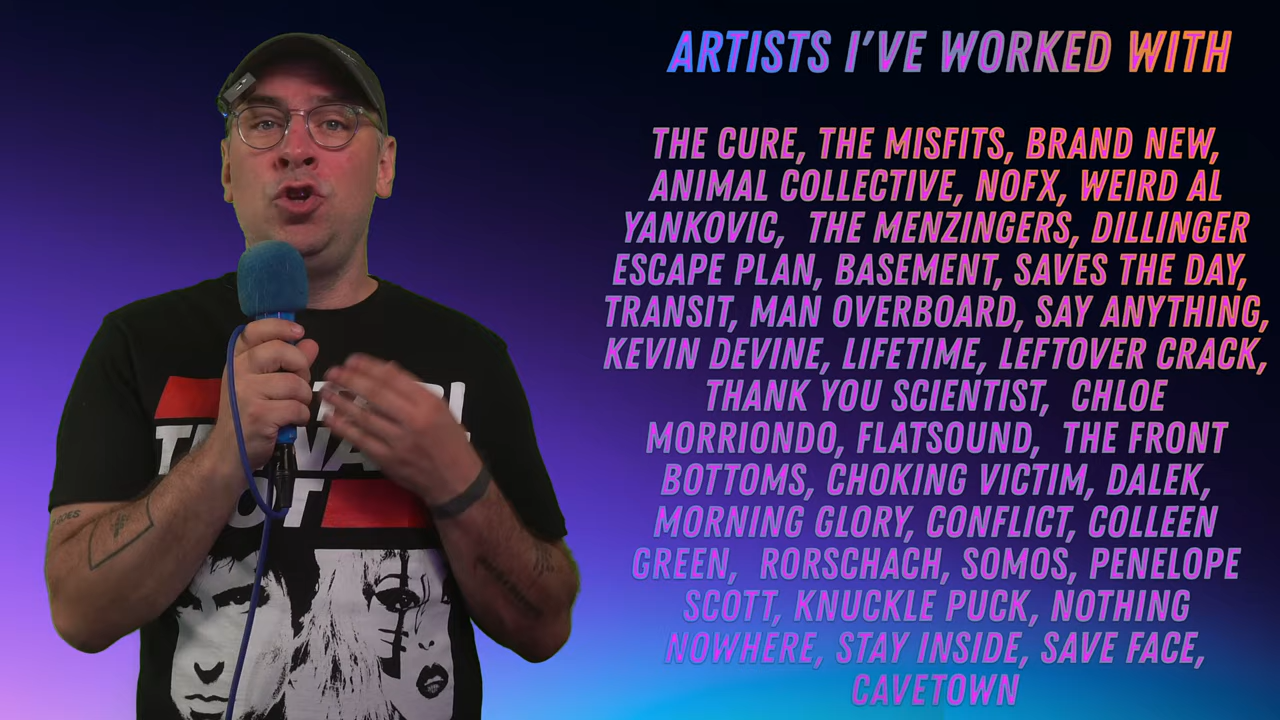 ARTISTS I'VE WORKED WITH
THE CURE, THE MISFITS, BRAND NEW,
ANIMAL COLLECTIVE, NOFX, WEIRD AL
YANKOVIC, THE MENZINGERS, DILLINGER
ESCAPE PLAN, BASEMENT, SAVES THE DAY,
TRANSIT, MAN OVERBOARD, SAY ANYTHING,
KEVIN DEVINE, LIFETIME, LEFTOVER CRACK,
THANK YOU SCIENTIST, CHLOE
MORRIONDO, FLATSOUND, THE FRONT
BOTTOMS, CHOKING VICTIM, DALEK,
MORNING GLORY, CONFLICT, COLLEEN
GREEN, RORSCHACH, SOMOS, PENELOPE
SCOTT, KNUCKLE PUCK, NOTHING
NOWHERE, STAY INSIDE, SAVE FACE,
CAVETOWN